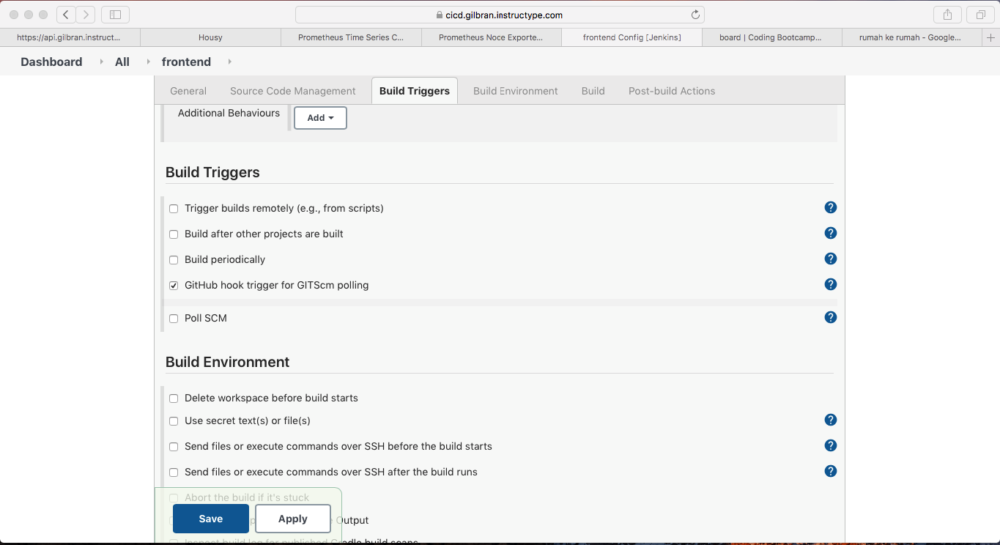 cicd.gilbran.instructype.com
https://api.gilbran.instruct...
Housy
Prometheus Time Series C...
Prometheus Noce Exporte...
frontend Config [Jenkins]
board | Coding Bootcamp...
rumah ke rumah - Google...
Dashboard
All
frontend
General
Source Code Management
Build Triggers
Build Environment
Build
Post-build Actions
Additional Behaviours
Add
Build Triggers
Trigger builds remotely (e.g., from scripts)
Build after other projects are built
Build periodically
GitHub hook trigger for GITScm polling
Poll SCM
Build Environment
Delete workspace before build starts
Use secret text(s) or file(s)
Send files or execute commands over SSH before the build starts
Send files or execute commands over SSH after the build runs
Abort the build if it's stuck
Output
Save
Apply
Inspect build log for published Gradle build scans